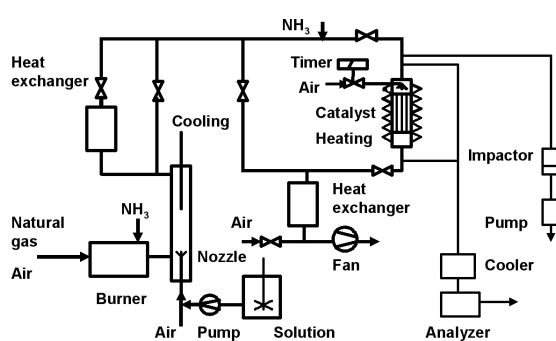 NH3
Heat
exchanger
Timer
Air
Cooling
Catalyst
Heating
Impactor
Natural
gas
NH3
Air
Heat
exchanger
Air
Pump
Nozzle
Fan
Cooler
Burner
Air
Pump
Solution
Analyzer